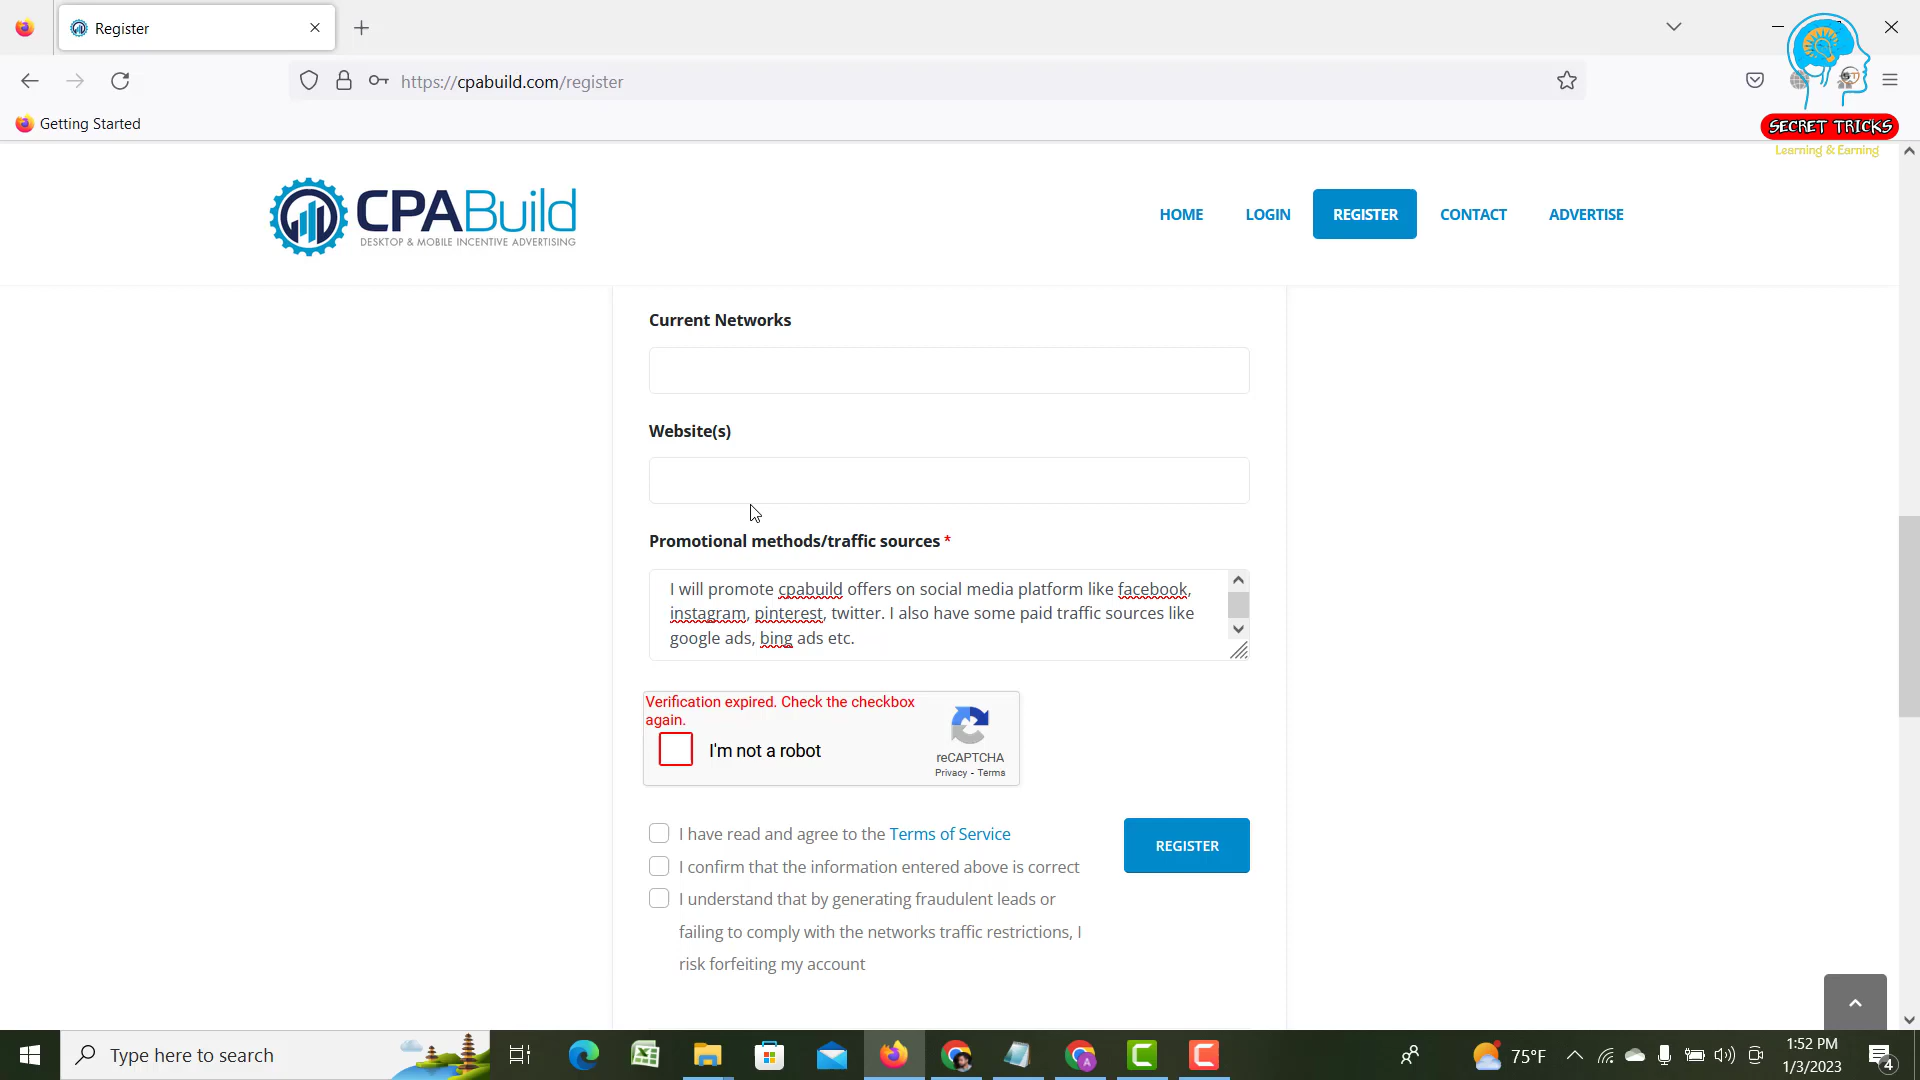 Register
https://cpabuild.com/register
Getting Started
SECRET TRICKS
Learning & Earning
CPABuild
DESKTOP & MOBILE INCENTIVE ADVERTISING
HOME
LOGIN
REGISTER
CONTACT
ADVERTISE
Current Networks
Website(s)
Promotional methods/traffic sources *
I will promote cpabuild offers on social media platform like facebook,
instagram, pinterest, twitter. I also have some paid traffic sources like
google ads, bing ads etc.
Verification expired. Check the checkbox
again.
I'm not a robot
reCAPTCHA
Privacy - Terms
I have read and agree to the Terms of Service
I confirm that the information entered above is correct
I understand that by generating fraudulent leads or
failing to comply with the networks traffic restrictions, I
risk forfeiting my account
REGISTER
Type here to search
75°F
1:52 PM
1/3/2023
4